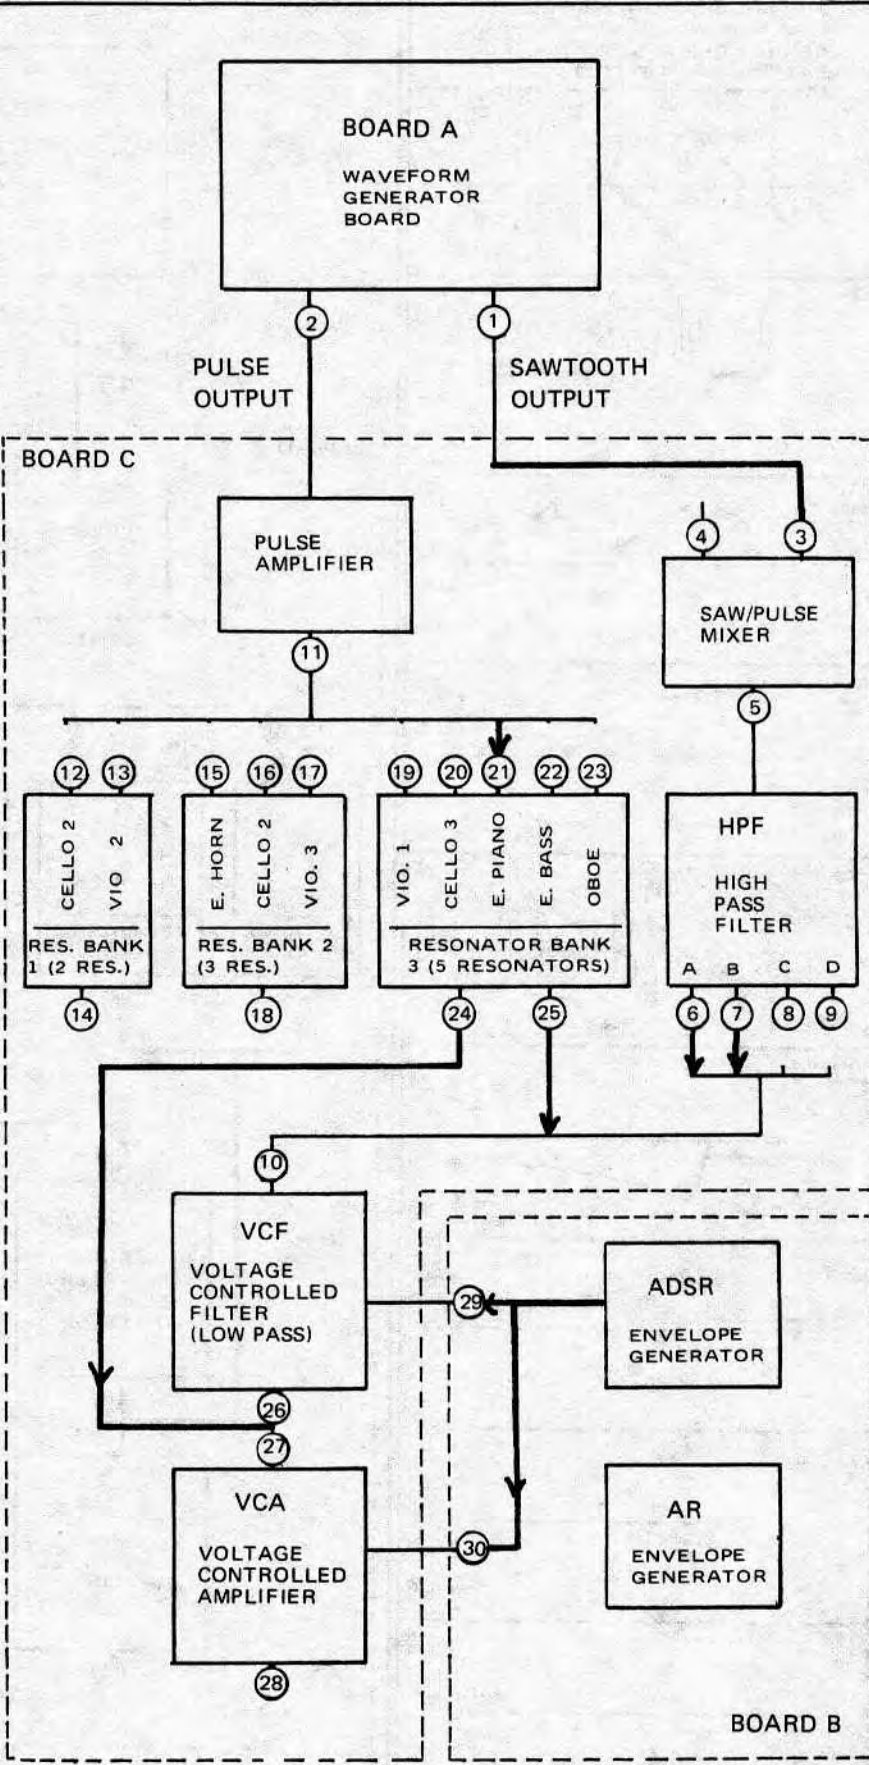 BOARD A
WAVEFORM
GENERATOR
BOARD
2
1
PULSE
OUTPUT
SAWTOOTH
OUTPUT
BOARD C
PULSE
AMPLIFIER
4
3
SAW/PULSE
MIXER
11
5
12
13
15
16
17
19
20
21
22
23
CELLO 2
VIO 2
E. HORN
CELLO 2
VIO. 3
VIO. 1
CELLO 3
E. PIANO
E. BASS
OBOE
HPF
HIGH
PASS
FILTER
RES. BANK
1 (2 RES.)
RES. BANK 2
(3 RES.)
RESONATOR BANK
3 (5 RESONATORS)
A B C D
14
18
24
25
6
7
8
9
10
VCF
VOLTAGE
CONTROLLED
FILTER
(LOW PASS)
29
ADSR
ENVELOPE
GENERATOR
26
27
VCA
VOLTAGE
CONTROLLED
AMPLIFIER
30
AR
ENVELOPE
GENERATOR
28
BOARD B